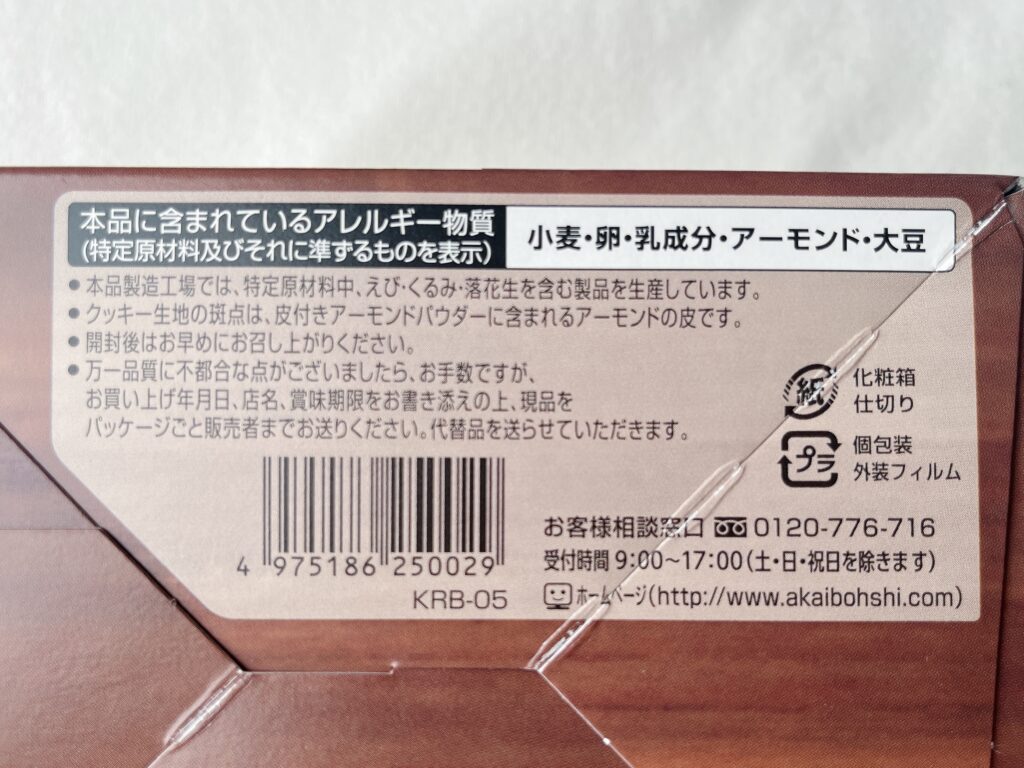 本品に含まれているアレルギー物質
(特定原材料及びそれに準ずるものを表示)
小麦・卵・乳成分・アーモンド・大豆
●本品製造工場では、特定原材料中、えび・くるみ・落花生を含む製品を生産しています。
●クッキー生地の斑点は、皮付きアーモンドパウダーに含まれるアーモンドの皮です。
●開封後はお早めにお召し上がりください。
●万一品質に不都合な点がございましたら、お手数ですが、
お買い上げ年月日、店名、賞味期限をお書き添えの上、現品を
パッケージごと販売者までお送りください。代替品を送らせていただきます。
紙
化粧箱
仕切り
プラ
個包装
外装フィルム
4 975186 250029
KRB-05
お客様相談窓口 0120-776-716
受付時間 9:00〜17:00(土・日・祝日を除きます)
ホームページ(http://www.akaibohshi.com)